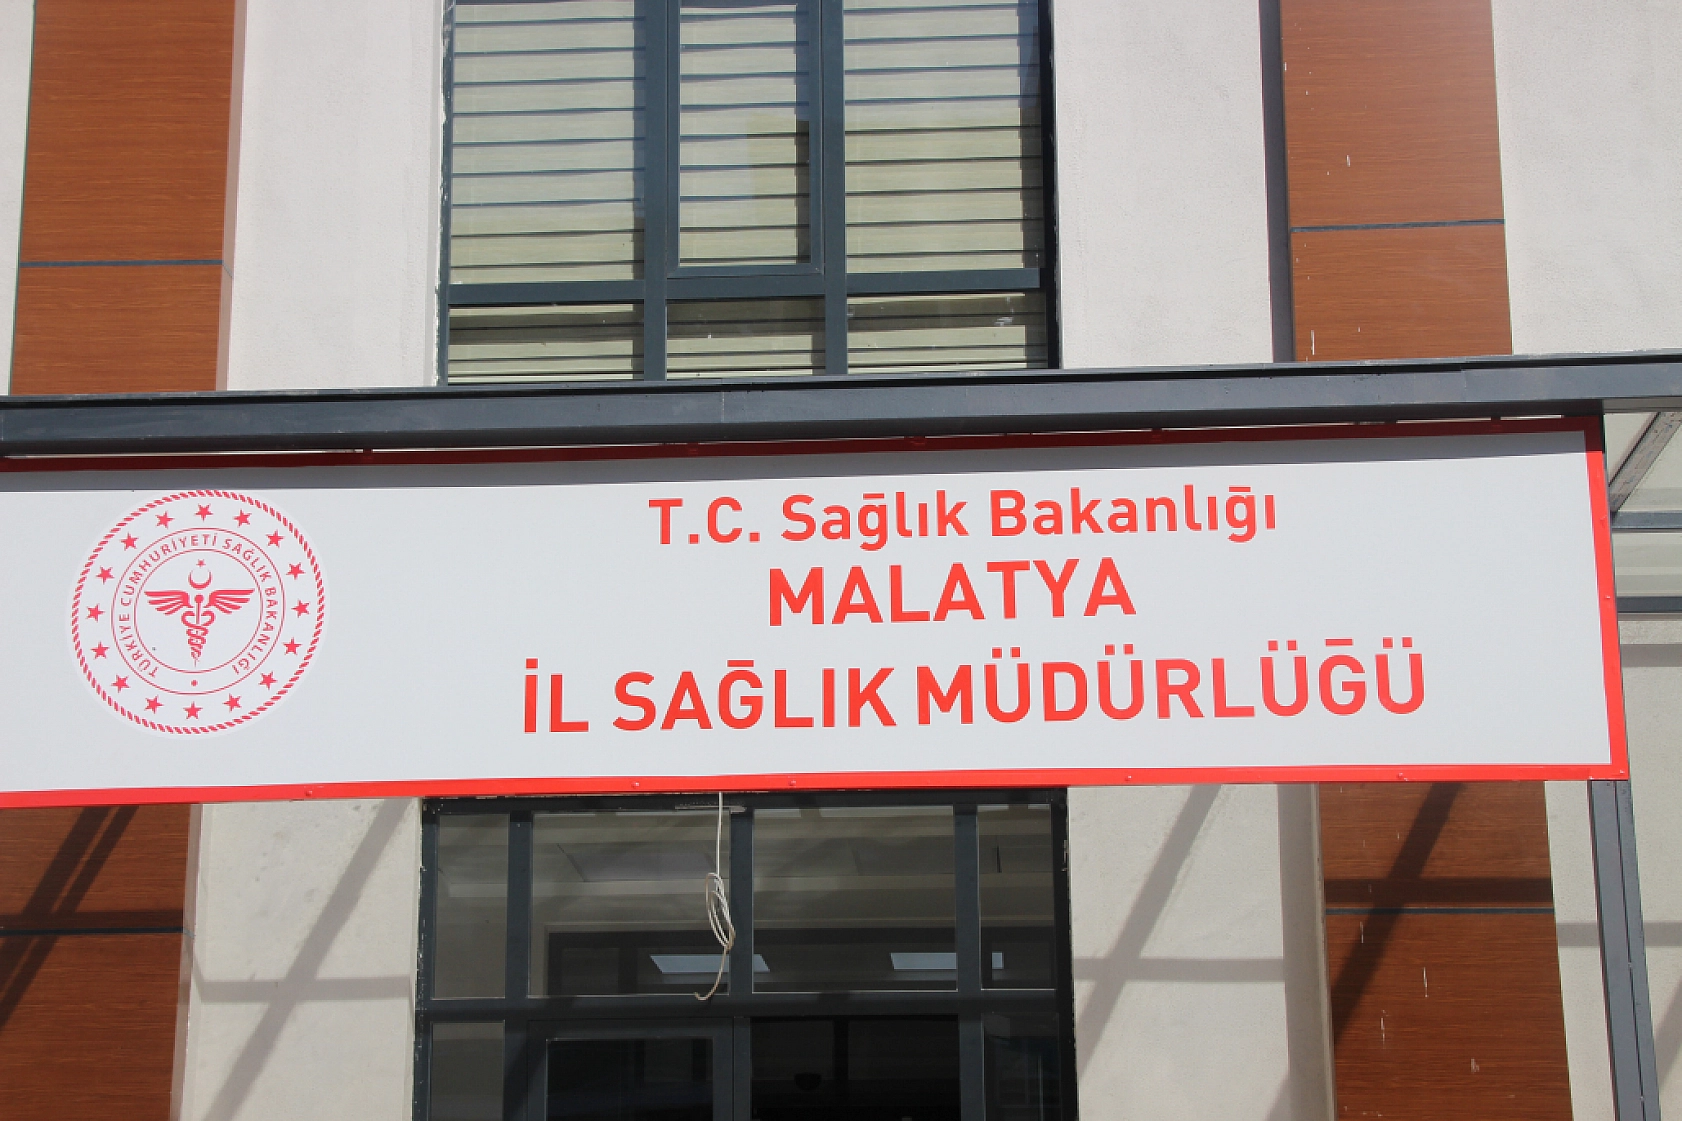 T.C. Sağlık Bakanlığı
MALATYA
İL SAĞLIK MÜDÜRLÜĞÜ
TÜRKİYE CUMHURİYETİ SAĞLIK BAKANLIĞI